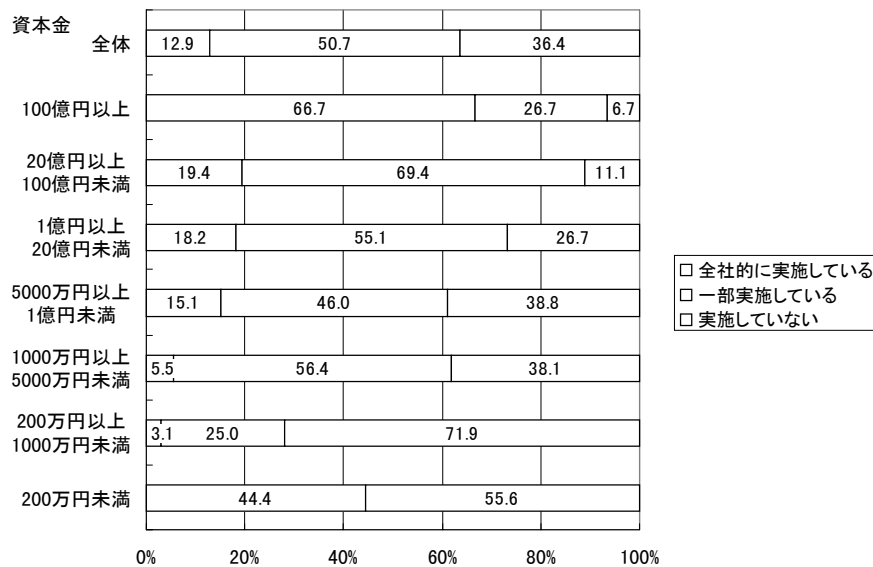 資本金
全体
12.9 50.7 36.4
100億円以上
66.7 26.7 6.7
20億円以上
100億円未満
19.4 69.4 11.1
1億円以上
20億円未満
18.2 55.1 26.7
5000万円以上
1億円未満
15.1 46.0 38.8
1000万円以上
5000万円未満
5.5 56.4 38.1
200万円以上
1000万円未満
3.1 25.0 71.9
200万円未満
44.4 55.6
0% 20% 40% 60% 80% 100%
全社的に実施している
一部実施している
実施していない